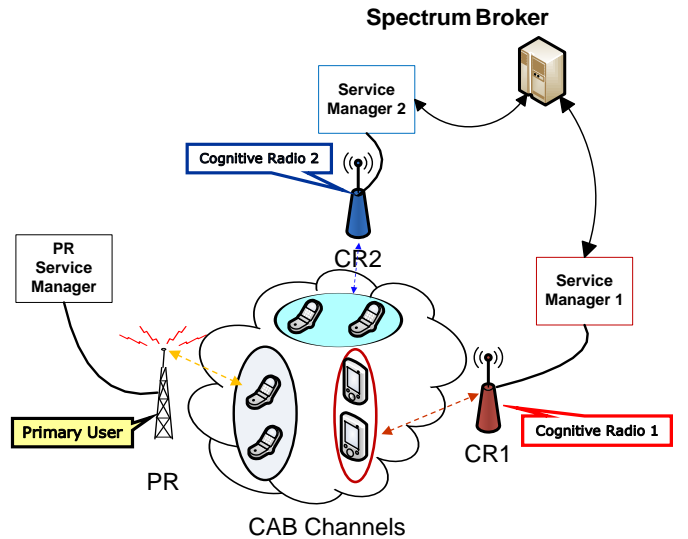 Spectrum Broker
Service
Manager 2
Cognitive Radio 2
CR2
PR
Service
Manager
Service
Manager 1
Primary User
Cognitive Radio 1
CR1
PR
CAB Channels